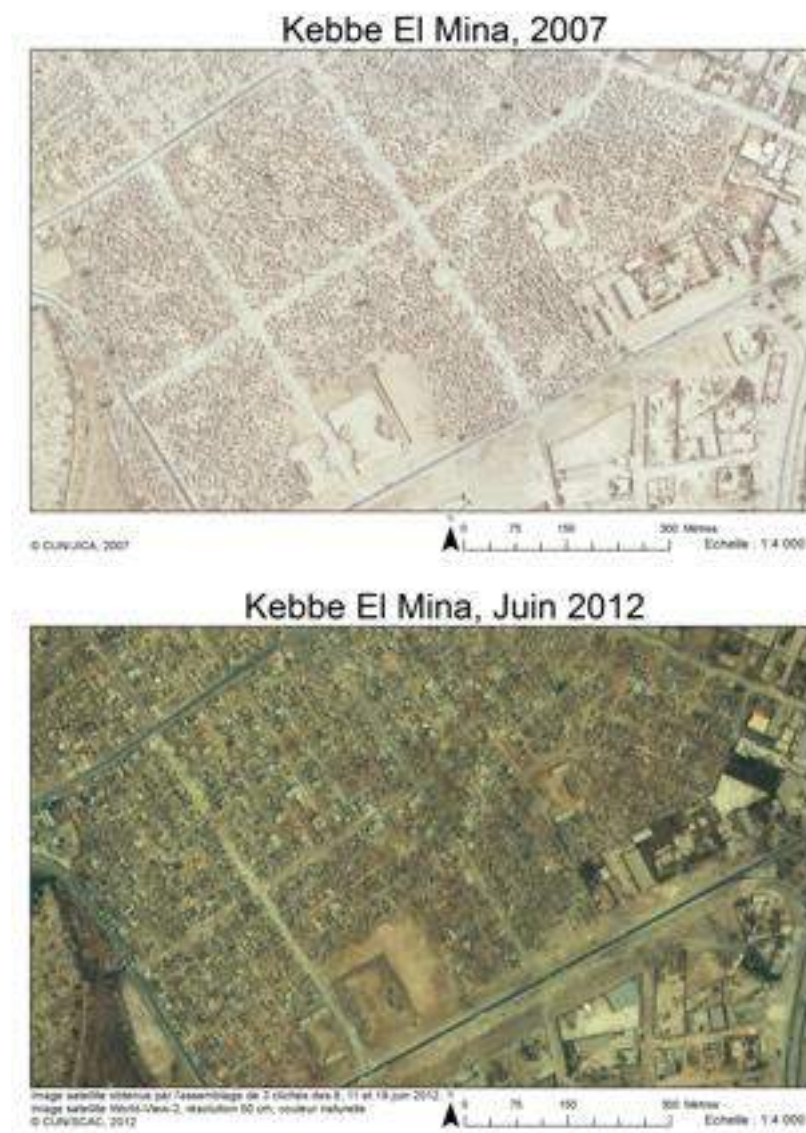 Kebbe El Mina, 2007
© CUN/JICA, 2007
0 75 150 300 Mètres
Echelle : 1:4 000
Kebbe El Mina, Juin 2012
Image satellite obtenue par l'assemblage de 3 clichés des 8, 11 et 19 juin 2012.
Image satellite World-View-2, résolution 50 cm, couleur naturelle
© CUN/SCAC, 2012
0 75 150 300 Mètres
Echelle : 1:4 000